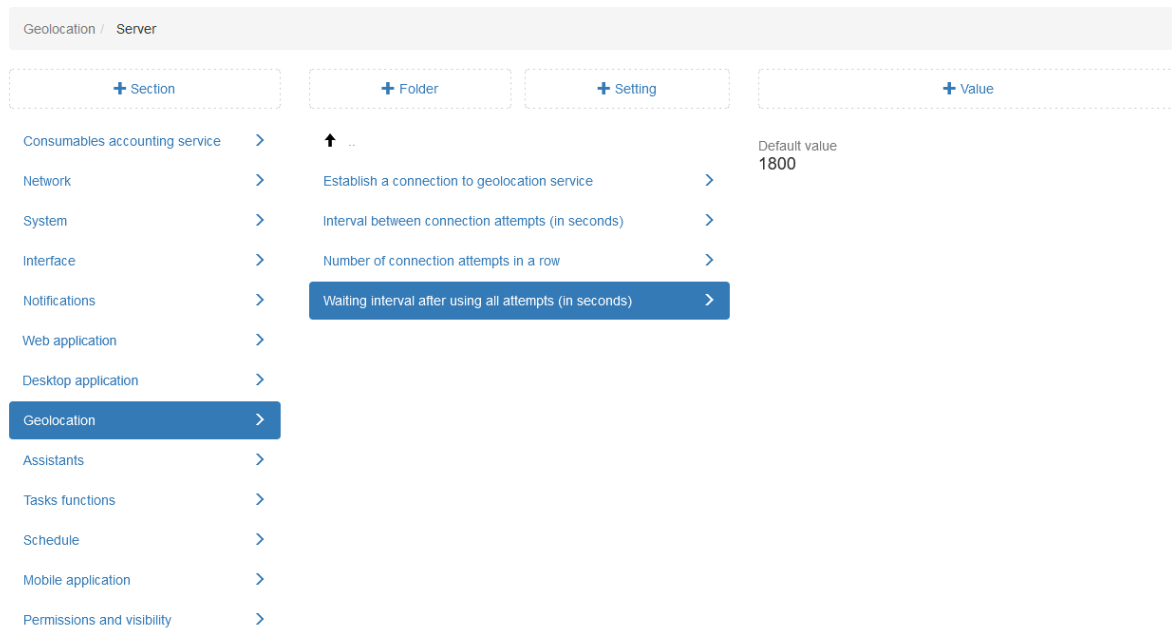 Geolocation / Server
+ Section
+ Folder
+ Setting
+ Value
Consumables accounting service
Network
System
Interface
Notifications
Web application
Desktop application
Geolocation
Assistants
Tasks functions
Schedule
Mobile application
Permissions and visibility
..
Establish a connection to geolocation service
Interval between connection attempts (in seconds)
Number of connection attempts in a row
Waiting interval after using all attempts (in seconds)
Default value
1800